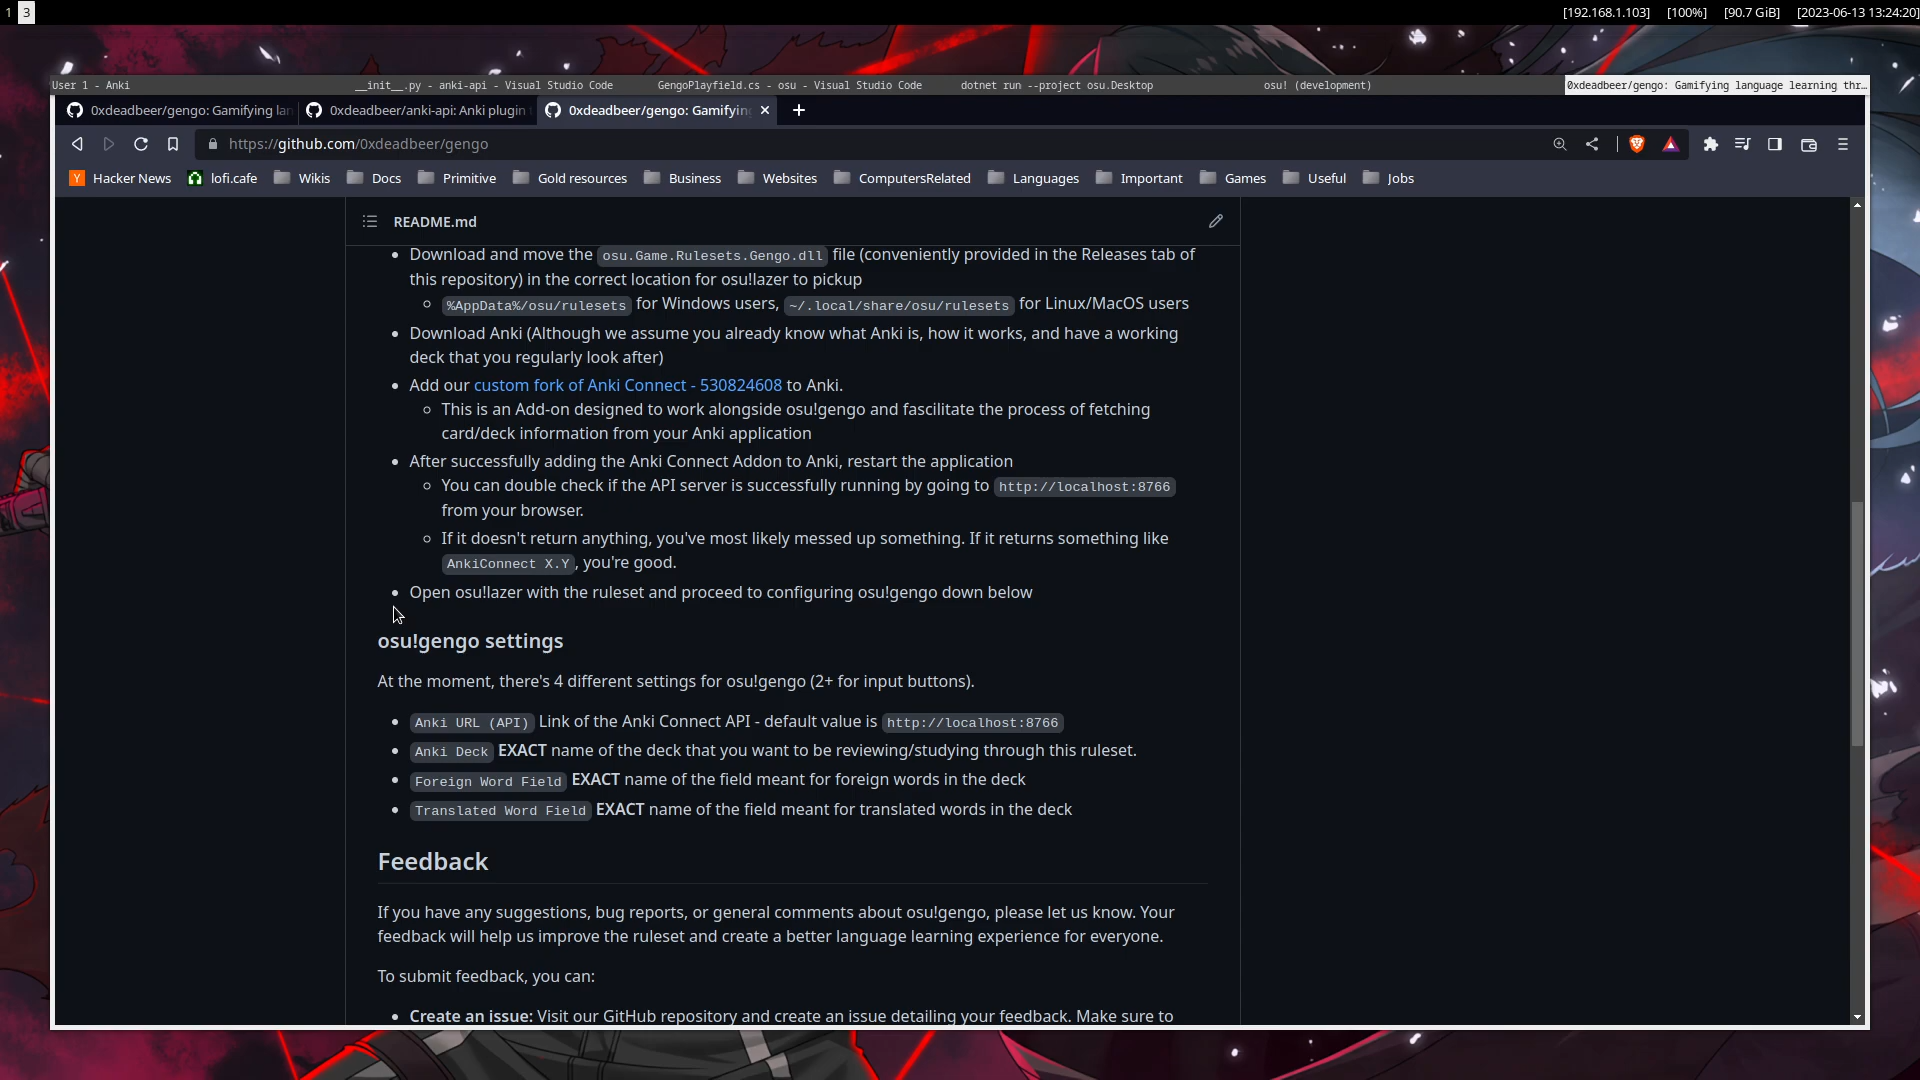 1 3 [192.168.1.103] [100%] [90.7 GiB] [2023-06-13 13:24:20]
User 1 - Anki __init__.py - anki-api - Visual Studio Code GengoPlayfield.cs - osu - Visual Studio Code dotnet run --project osu.Desktop osu! (development) 0xdeadbeer/gengo: Gamifying language learning thr…
0xdeadbeer/gengo: Gamifying lan 0xdeadbeer/anki-api: Anki plugin 0xdeadbeer/gengo: Gamifying
https://github.com/0xdeadbeer/gengo
Hacker News lofi.cafe Wikis Docs Primitive Gold resources Business Websites ComputersRelated Languages Important Games Useful Jobs
README.md
Download and move the osu.Game.Rulesets.Gengo.dll file (conveniently provided in the Releases tab of
this repository) in the correct location for osu!lazer to pickup
%AppData%/osu/rulesets for Windows users, ~/.local/share/osu/rulesets for Linux/MacOS users
Download Anki (Although we assume you already know what Anki is, how it works, and have a working
deck that you regularly look after)
Add our custom fork of Anki Connect - 530824608 to Anki.
This is an Add-on designed to work alongside osu!gengo and fascilitate the process of fetching
card/deck information from your Anki application
After successfully adding the Anki Connect Addon to Anki, restart the application
You can double check if the API server is successfully running by going to http://localhost:8766
from your browser.
If it doesn't return anything, you've most likely messed up something. If it returns something like
AnkiConnect X.Y, you're good.
Open osu!lazer with the ruleset and proceed to configuring osu!gengo down below
osu!gengo settings
At the moment, there's 4 different settings for osu!gengo (2+ for input buttons).
Anki URL (API) Link of the Anki Connect API - default value is http://localhost:8766
Anki Deck EXACT name of the deck that you want to be reviewing/studying through this ruleset.
Foreign Word Field EXACT name of the field meant for foreign words in the deck
Translated Word Field EXACT name of the field meant for translated words in the deck
Feedback
If you have any suggestions, bug reports, or general comments about osu!gengo, please let us know. Your
feedback will help us improve the ruleset and create a better language learning experience for everyone.
To submit feedback, you can:
Create an issue: Visit our GitHub repository and create an issue detailing your feedback. Make sure to